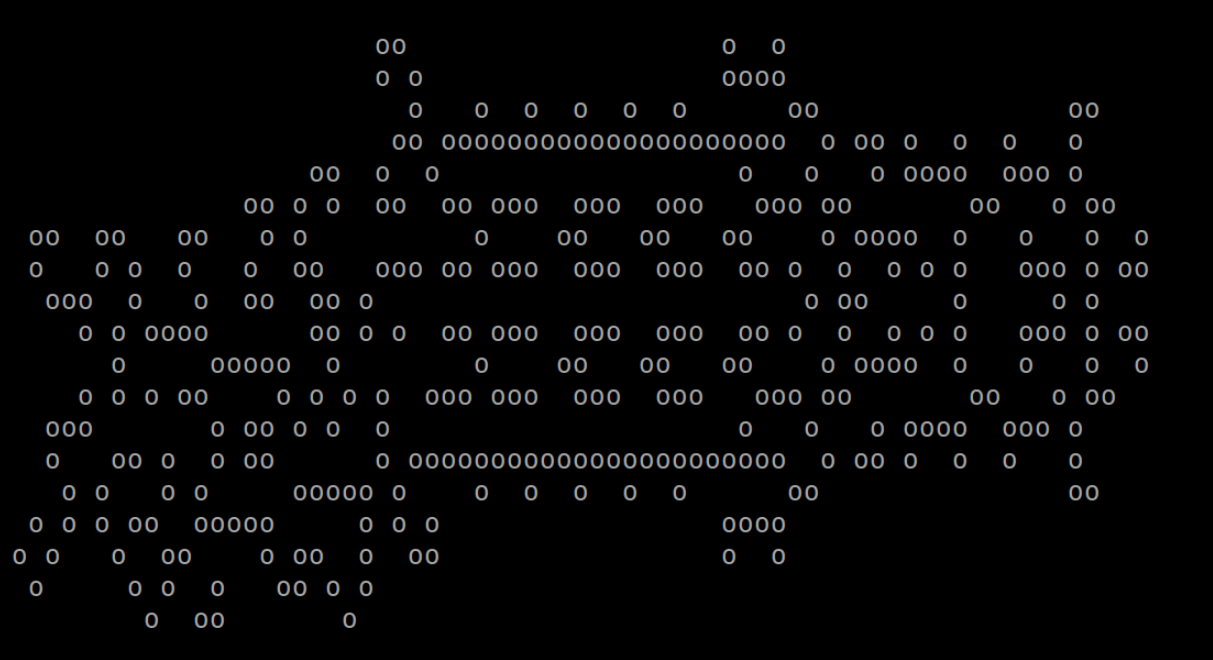 OO                   O  O
                      O O                  OOOO
                        O   O  O  O  O  O      OO               OO
                       OO OOOOOOOOOOOOOOOOOOOOO  O OO O  O  O   O
                  OO  O  O                  O   O   O OOOO  OOO O
              OO O O  OO  OO OOO  OOO  OOO   OOO OO       OO   O OO
 OO  OO   OO   O O          O    OO   OO   OO    O OOOO  O   O   O  O
 O   O O  O   O  OO   OOO OO OOO  OOO  OOO  OO O  O  O O O   OOO O OO
  OOO  O   O  OO  OO O                          O OO     O     O O
    O O OOOO      OO O O  OO OOO  OOO  OOO  OO O  O  O O O   OOO O OO
      O     OOOOO  O        O    OO   OO   OO    O OOOO  O   O   O  O
    O O O OO    O O O O  OOO OOO  OOO  OOO   OOO OO       OO   O OO
  OOO       O OO O O  O                     O   O   O OOOO  OOO O
  O   OO O  O OO      O OOOOOOOOOOOOOOOOOOOOOOO  O OO O  O  O   O
   O O   O O     OOOOO O    O  O  O  O  O      OO               OO
 O O O OO  OOOOO     O O O                 OOOO
O O   O  OO    O OO  O  OO                 O  O
 O     O O  O   OO O O
        O  OO       O